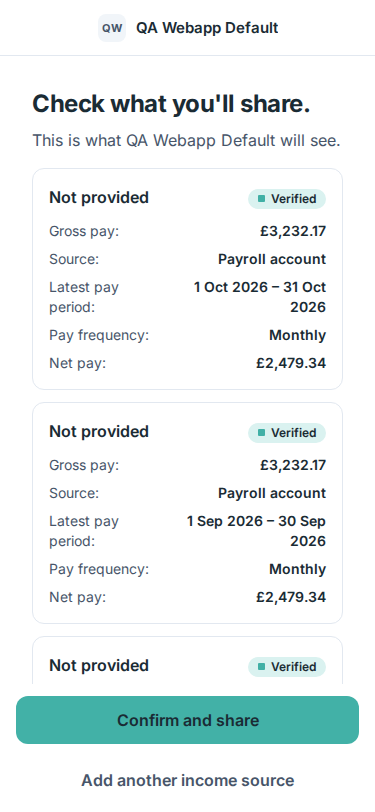 QW QA Webapp Default
Check what you'll share.
This is what QA Webapp Default will see.
Not provided Verified
Gross pay: £3,232.17
Source: Payroll account
Latest pay period: 1 Oct 2026 – 31 Oct 2026
Pay frequency: Monthly
Net pay: £2,479.34
Not provided Verified
Gross pay: £3,232.17
Source: Payroll account
Latest pay period: 1 Sep 2026 – 30 Sep 2026
Pay frequency: Monthly
Net pay: £2,479.34
Not provided Verified
Confirm and share
Add another income source